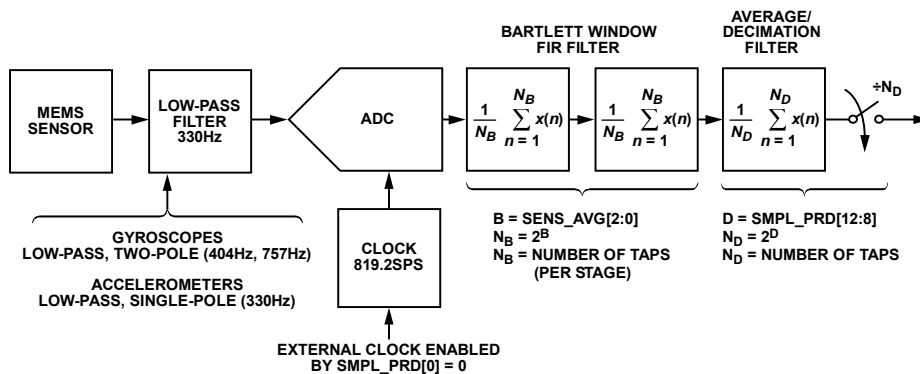 BARTLETT WINDOW
FIR FILTER
AVERAGE/
DECIMATION
FILTER
MEMS
SENSOR
LOW-PASS
FILTER
330Hz
ADC
1/N_B ∑ x(n) N_B n = 1
1/N_B ∑ x(n) N_B n = 1
1/N_D ∑ x(n) N_D n = 1
÷N_D
GYROSCOPES
LOW-PASS, TWO-POLE (404Hz, 757Hz)
ACCELEROMETERS
LOW-PASS, SINGLE-POLE (330Hz)
CLOCK
819.2SPS
EXTERNAL CLOCK ENABLED
BY SMPL_PRD[0] = 0
B = SENS_AVG[2:0]
N_B = 2^B
N_B = NUMBER OF TAPS
(PER STAGE)
D = SMPL_PRD[12:8]
N_D = 2^D
N_D = NUMBER OF TAPS